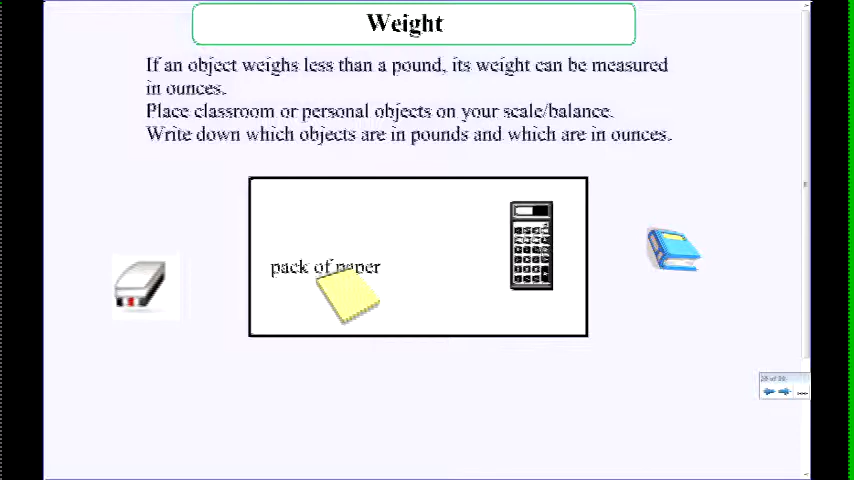 Weight
If an object weighs less than a pound, its weight can be measured
in ounces.
Place classroom or personal objects on your scale/balance.
Write down which objects are in pounds and which are in ounces.
pack of paper